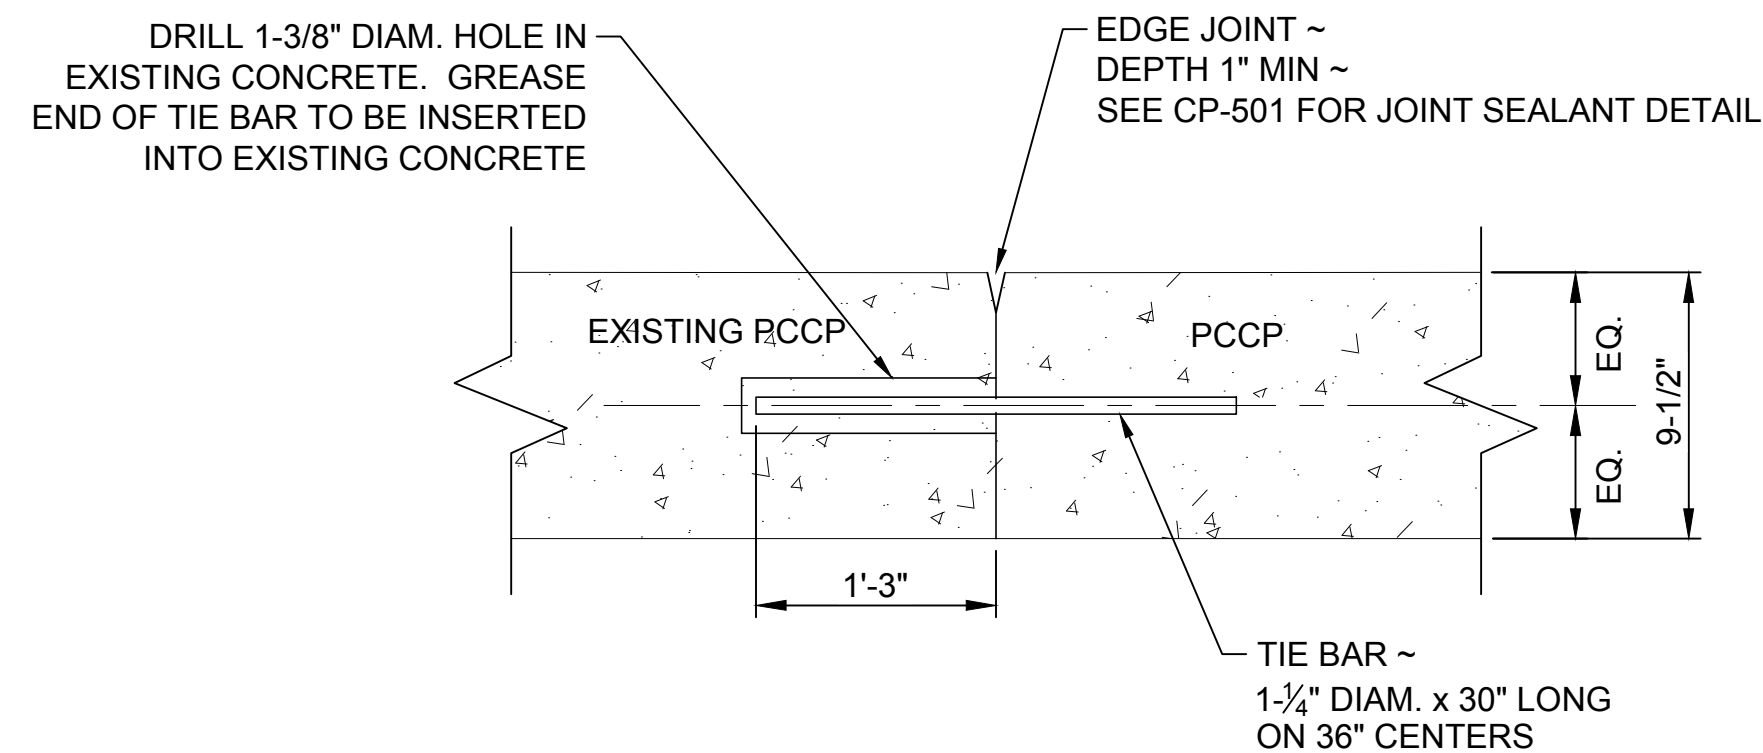 DRILL 1-3/8" DIAM. HOLE IN
EXISTING CONCRETE.  GREASE
END OF TIE BAR TO BE INSERTED
INTO EXISTING CONCRETE
EDGE JOINT ~
DEPTH 1" MIN ~
SEE CP-501 FOR JOINT SEALANT DETAIL
EXISTING PCCP
PCCP
EQ.
EQ.
9-1/2"
1'-3"
TIE BAR ~
1-¼" DIAM. x 30" LONG
ON 36" CENTERS